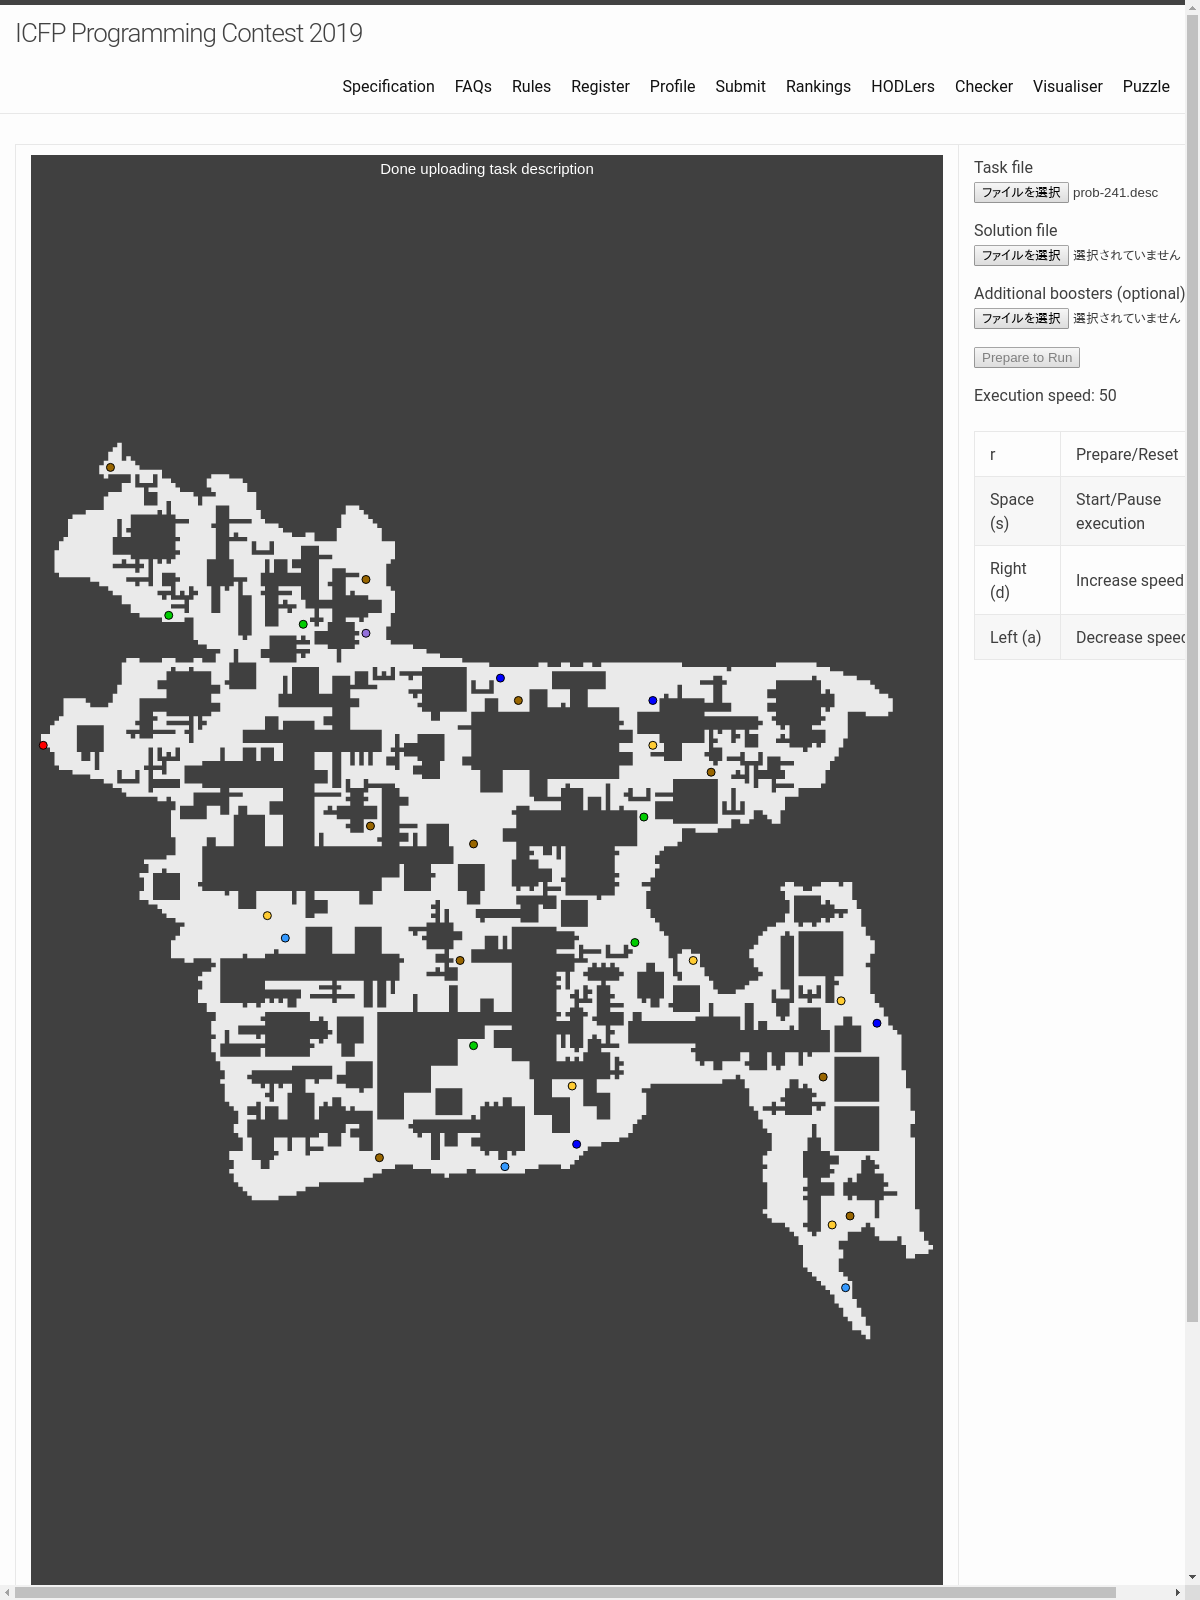 ICFP Programming Contest 2019
Specification FAQs Rules Register Profile Submit Rankings HODLers Checker Visualiser Puzzle
Done uploading task description
Task file
ファイルを選択 prob-241.desc
Solution file
ファイルを選択 選択されていません
Additional boosters (optional)
ファイルを選択 選択されていません
Prepare to Run
Execution speed: 50
r Prepare/Reset
Space (s) Start/Pause execution
Right (d) Increase speed
Left (a) Decrease speed